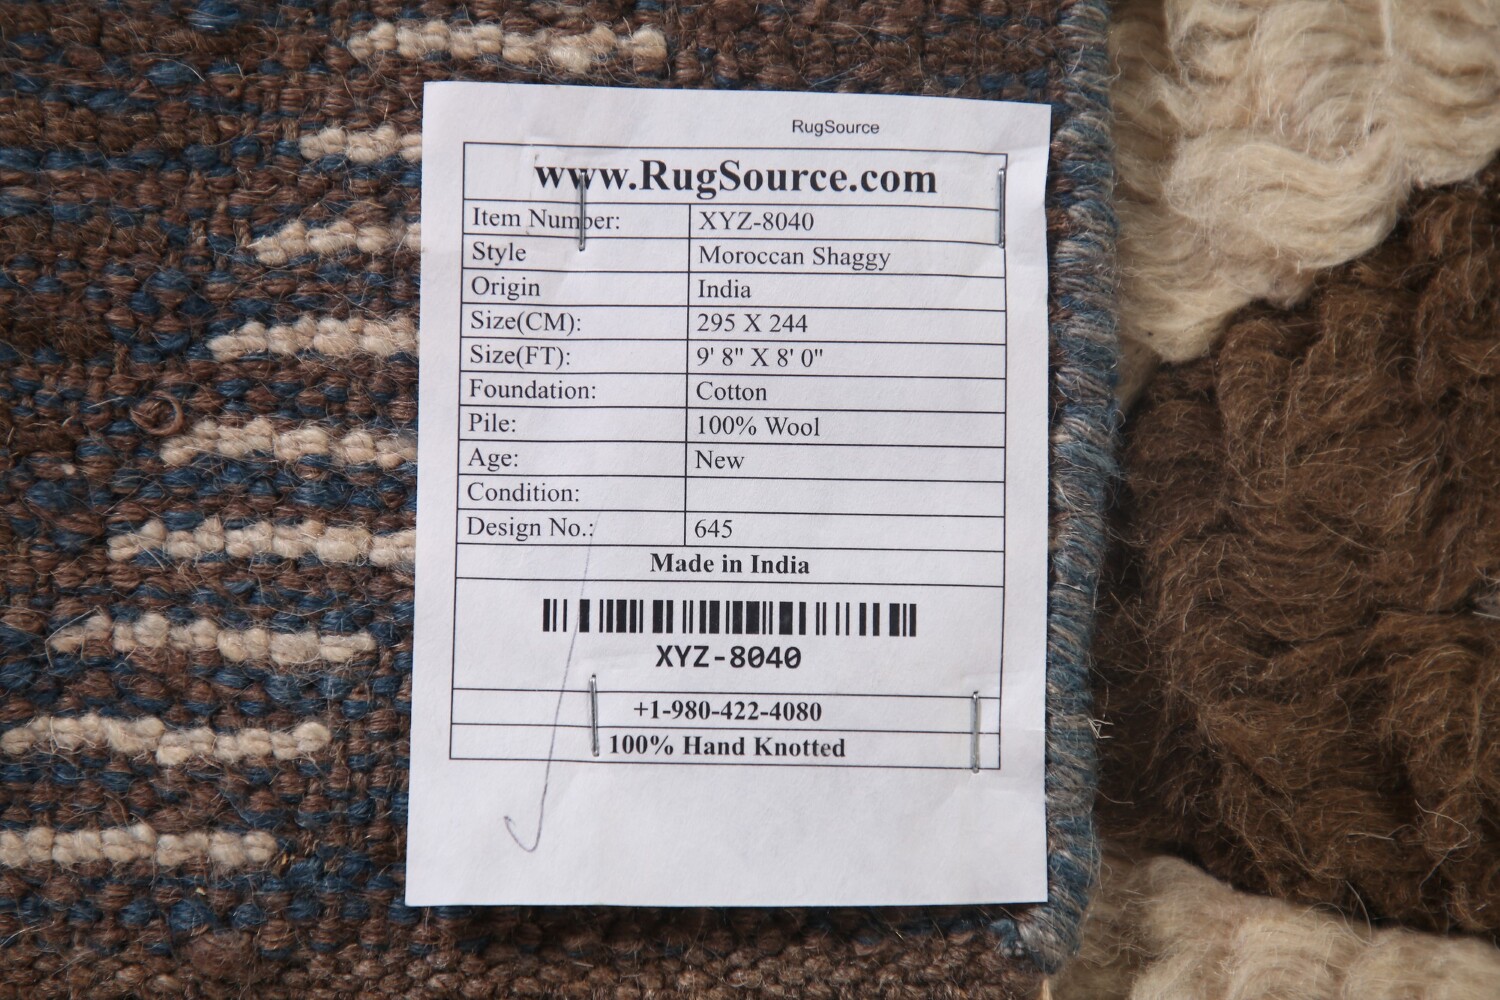 RugSource
www.RugSource.com
Item Number: XYZ-8040
Style Moroccan Shaggy
Origin India
Size(CM): 295 X 244
Size(FT): 9' 8" X 8' 0"
Foundation: Cotton
Pile: 100% Wool
Age: New
Condition:
Design No.: 645
Made in India
XYZ-8040
+1-980-422-4080
100% Hand Knotted